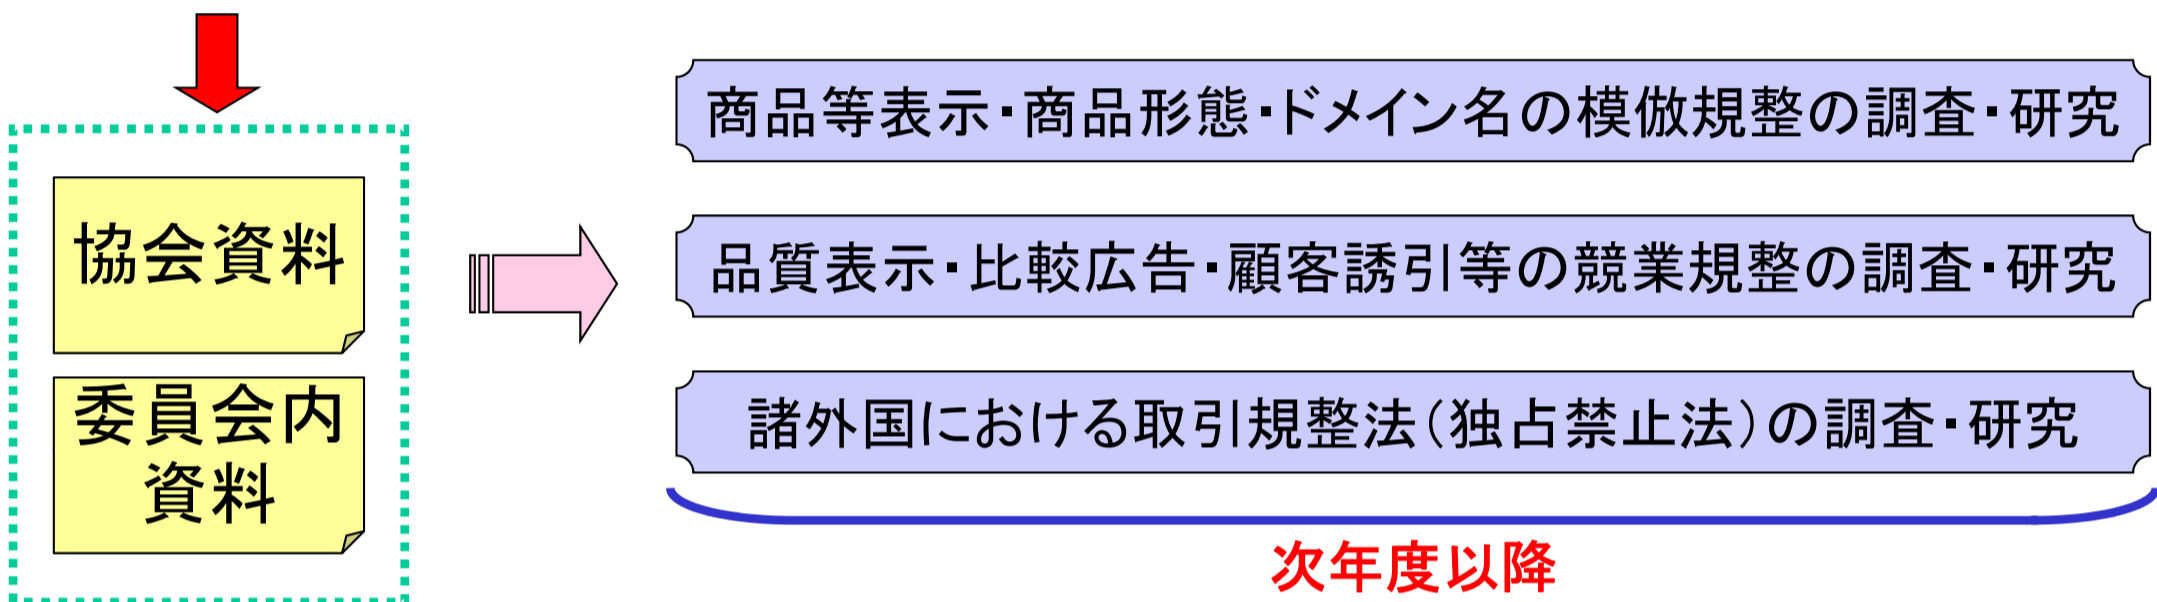 協会資料
委員会内
資料
商品等表示・商品形態・ドメイン名の模倣規整の調査・研究
品質表示・比較広告・顧客誘引等の競業規整の調査・研究
諸外国における取引規整法（独占禁止法）の調査・研究
次年度以降